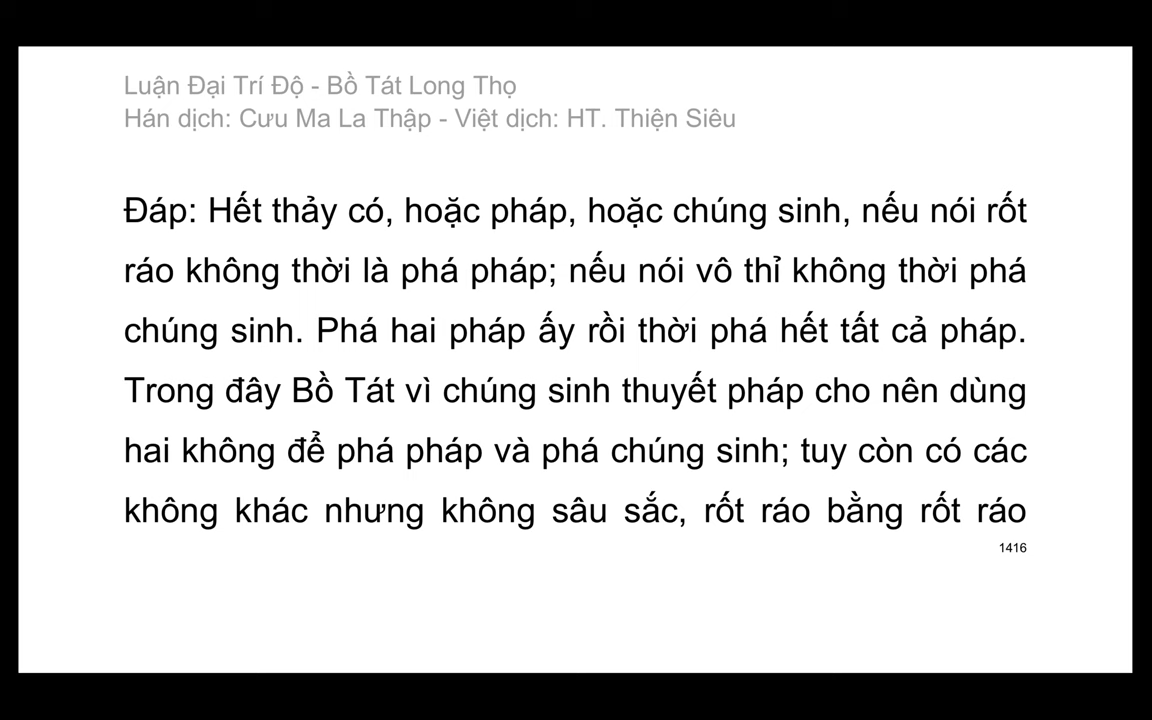 Luận Đại Trí Độ - Bồ Tát Long Thọ
Hán dịch: Cưu Ma La Thập - Việt dịch: HT. Thiện Siêu
Đáp: Hết thảy có, hoặc pháp, hoặc chúng sinh, nếu nói rốt
ráo không thời là phá pháp; nếu nói vô thỉ không thời phá
chúng sinh. Phá hai pháp ấy rồi thời phá hết tất cả pháp.
Trong đây Bồ Tát vì chúng sinh thuyết pháp cho nên dùng
hai không để phá pháp và phá chúng sinh; tuy còn có các
không khác nhưng không sâu sắc, rốt ráo bằng rốt ráo
1416